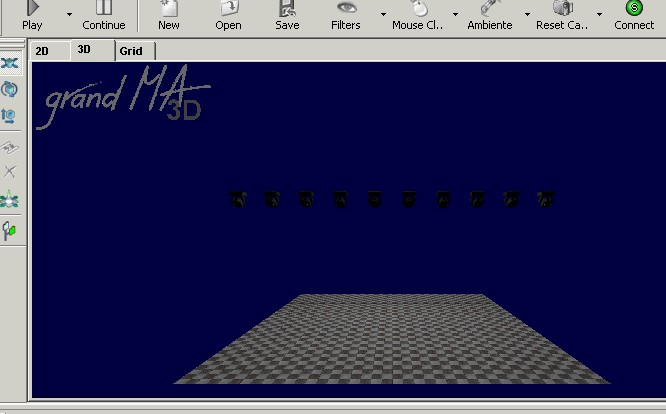 Play
Continue
New
Open
Save
Filters
Mouse Cl..
Ambiente
Reset Ca..
Connect
2D
3D
Grid
grand MA
3D